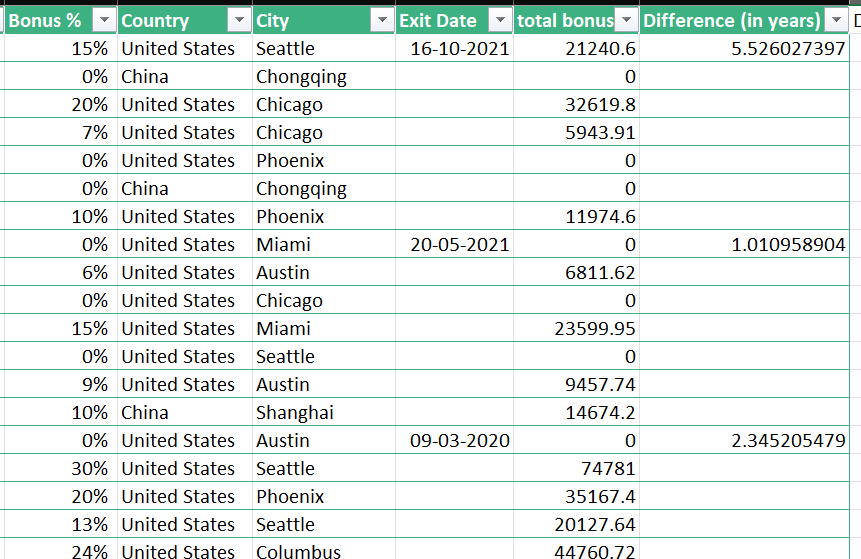 Bonus % Country City Exit Date total bonus Difference (in years) D
15% United States Seattle 16-10-2021 21240.6 5.526027397
0% China Chongqing 0
20% United States Chicago 32619.8
7% United States Chicago 5943.91
0% United States Phoenix 0
0% China Chongqing 0
10% United States Phoenix 11974.6
0% United States Miami 20-05-2021 0 1.010958904
6% United States Austin 6811.62
0% United States Chicago 0
15% United States Miami 23599.95
0% United States Seattle 0
9% United States Austin 9457.74
10% China Shanghai 14674.2
0% United States Austin 09-03-2020 0 2.345205479
30% United States Seattle 74781
20% United States Phoenix 35167.4
13% United States Seattle 20127.64
24% United States Columbus 44760.72